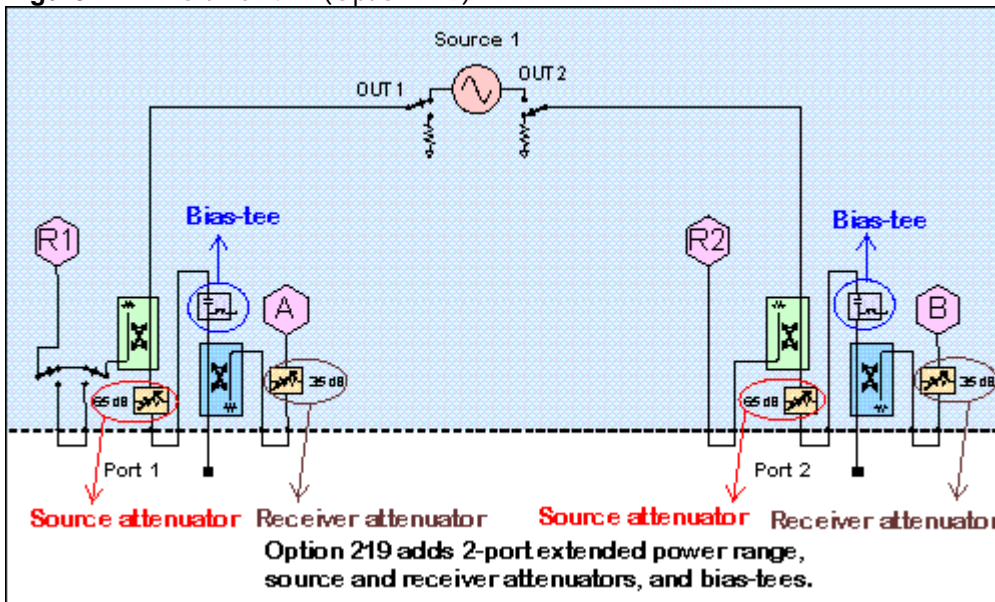 Source 1
OUT 1
OUT 2
Bias-tee
Bias-tee
R1
A
R2
B
65 dB
35 dB
65 dB
35 dB
Port 1
Port 2
Source attenuator
Receiver attenuator
Source attenuator
Receiver attenuator
Option 219 adds 2-port extended power range,
source and receiver attenuators, and bias-tees.